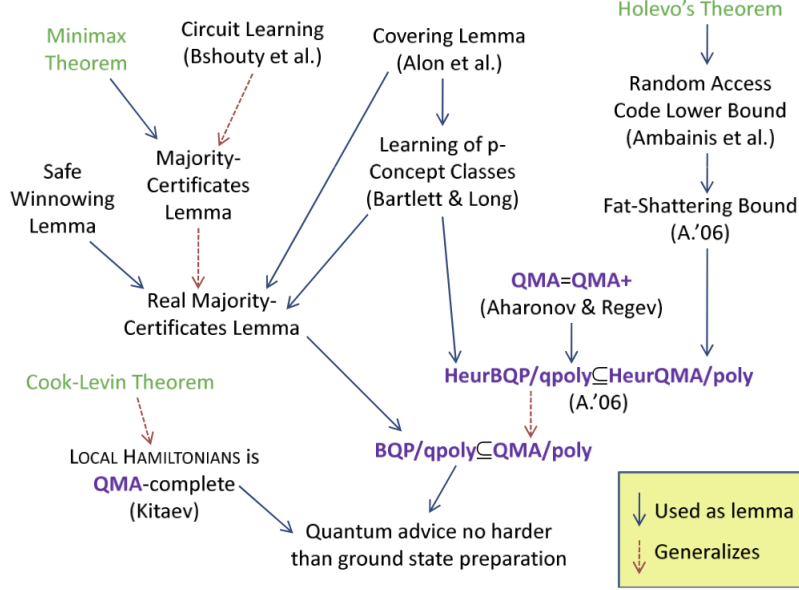 Holevo's Theorem
Minimax
Theorem
Circuit Learning
(Bshouty et al.)
Covering Lemma
(Alon et al.)
Random Access
Code Lower Bound
(Ambainis et al.)
Safe
Winnowing
Lemma
Majority-
Certificates
Lemma
Learning of p-
Concept Classes
(Bartlett & Long)
Fat-Shattering Bound
(A.'06)
Real Majority-
Certificates Lemma
QMA=QMA+
(Aharonov & Regev)
Cook-Levin Theorem
HeurBQP/qpoly⊆HeurQMA/poly
(A.'06)
LOCAL HAMILTONIANS is
QMA-complete
(Kitaev)
BQP/qpoly⊆QMA/poly
Quantum advice no harder
than ground state preparation
Used as lemma
Generalizes